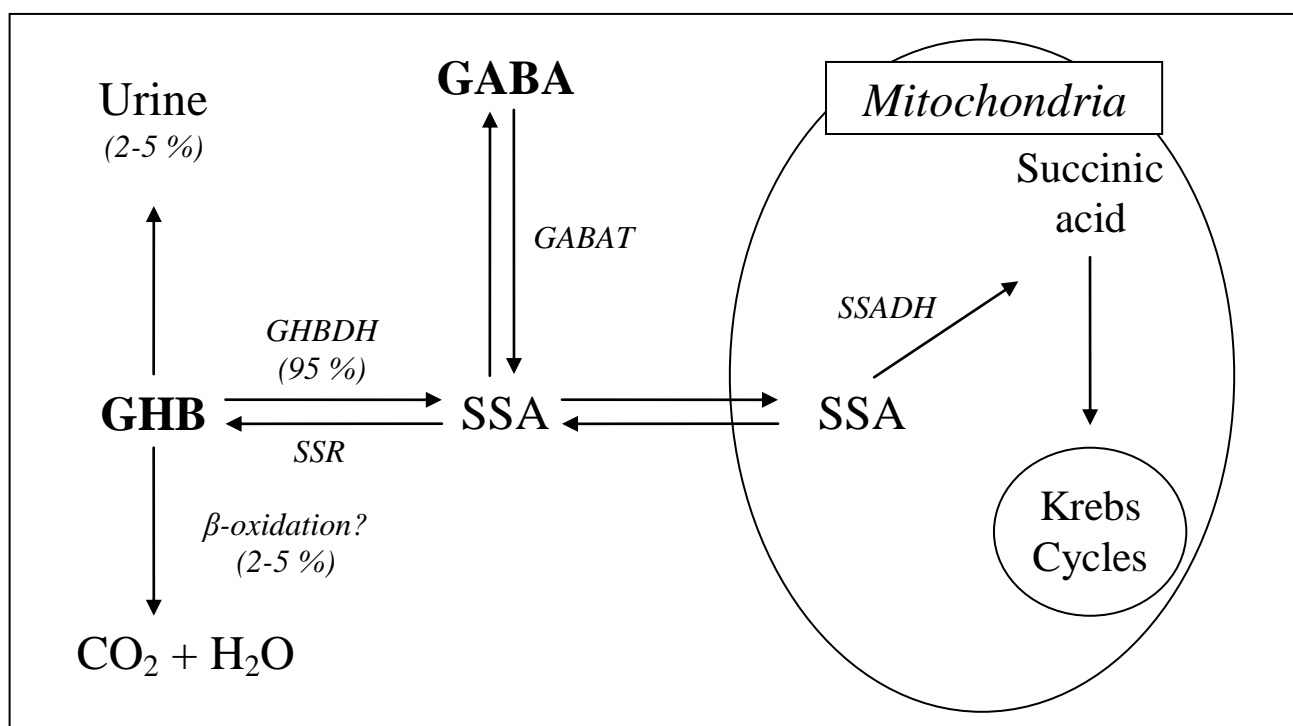 Urine
(2-5 %)
GABA
Mitochondria
Succinic
acid
GABAT
SSADH
GHBDH
(95 %)
GHB
SSA
SSA
SSR
β-oxidation?
(2-5 %)
Krebs
Cycles
CO₂ + H₂O